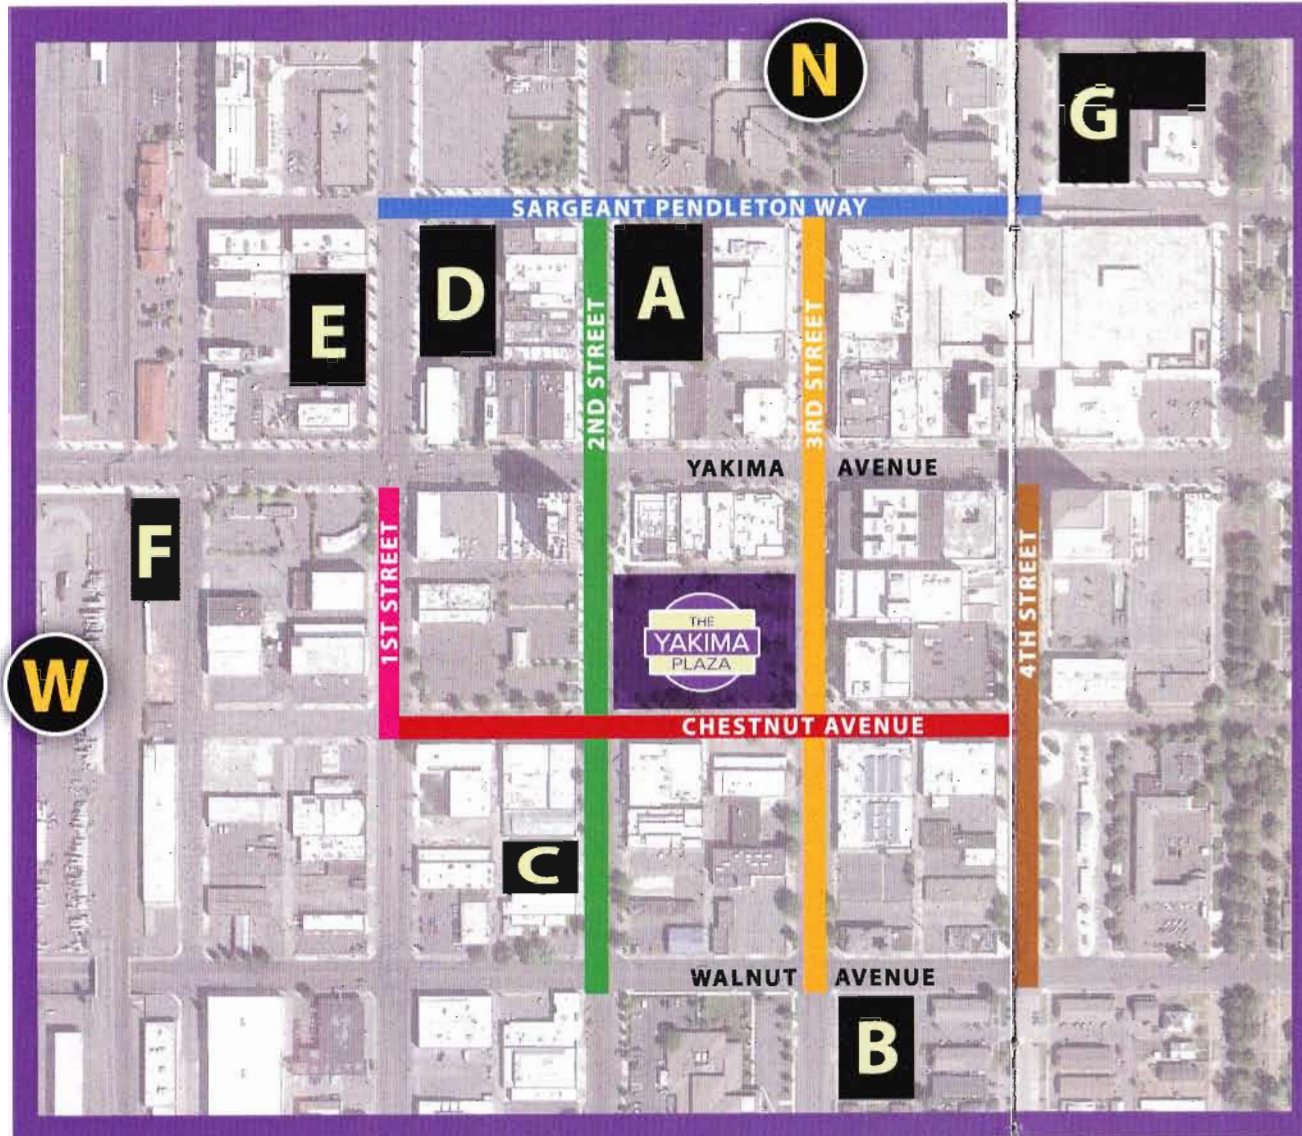 N
G
SARGEANT PENDLETON WAY
D
A
E
2ND STREET
3RD STREET
YAKIMA AVENUE
F
1ST STREET
4TH STREET
THE
YAKIMA
PLAZA
W
CHESTNUT AVENUE
C
WALNUT AVENUE
B